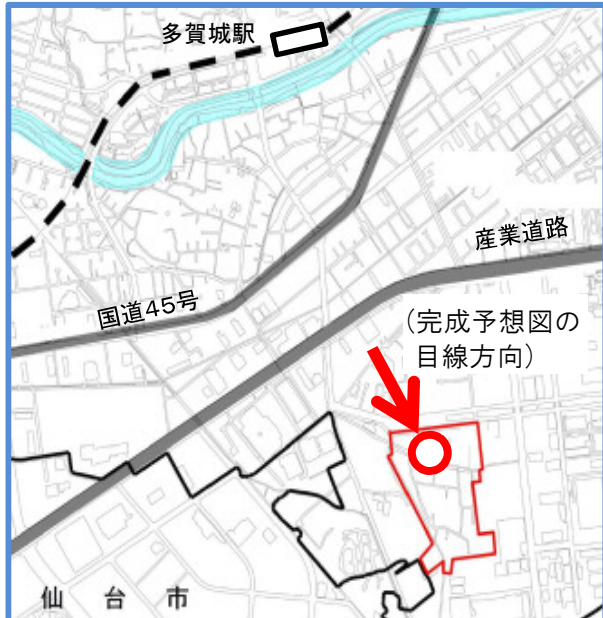 多賀城駅
産業道路
国道45号
（完成予想図の
目線方向）
仙台市